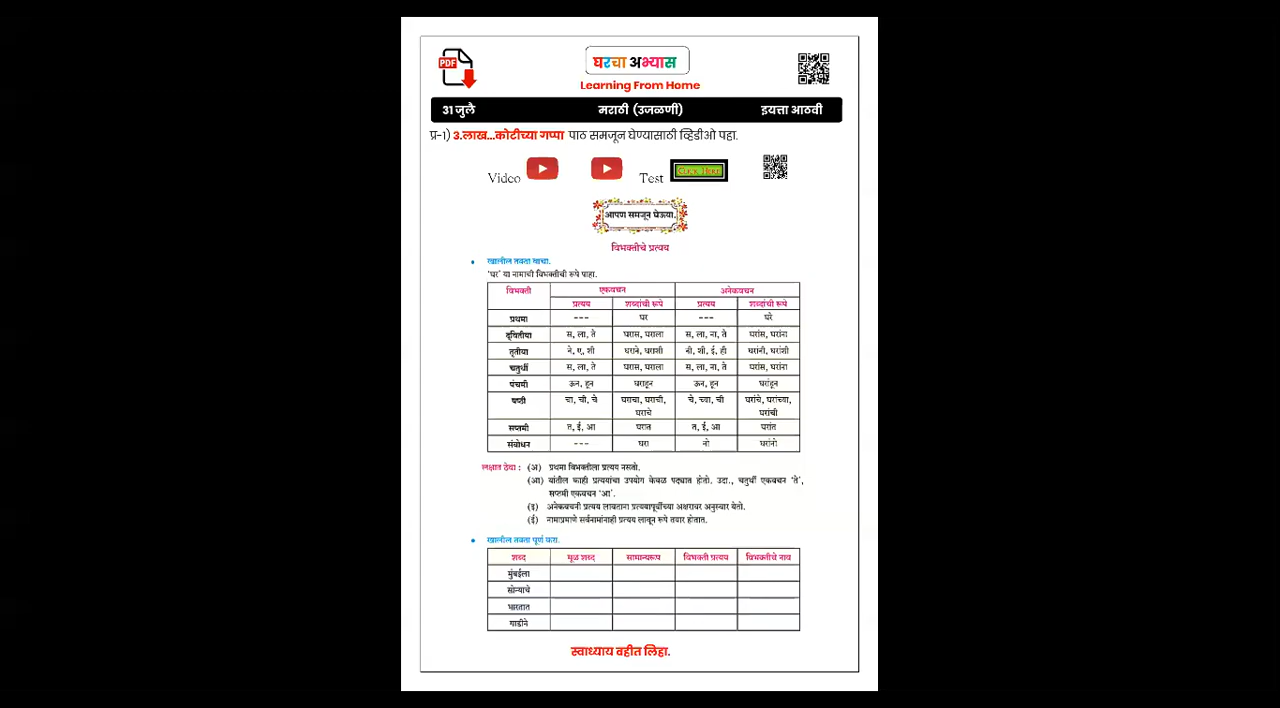 PDF
घरचा अभ्यास
Learning From Home
31 जुलै मराठी (उजळणी) इयत्ता आठवी
प्र-1) 3.लाख...कोटीच्या गप्पा पाठ समजून घेण्यासाठी व्हिडीओ पहा.
Video Test Click Here
आपण समजून घेऊया.
विभक्तीचे प्रत्यय
• खालील तक्ता वाचा.
'घर' या नामाची विभक्तीची रूपे पाहा.
विभक्ती एकवचन अनेकवचन
प्रत्यय शब्दांची रूपे प्रत्यय शब्दांची रूपे
प्रथमा --- घर --- घरे
द्वितीया स, ला, ते घरास, घराला स, ला, ना, ते घरांस, घरांना
तृतीया ने, ए, शी घराने, घराशी नी, शी, ई, ही घरांनी, घरांशी
चतुर्थी स, ला, ते घरास, घराला स, ला, ना, ते घरांस, घरांना
पंचमी ऊन, हून घराहून ऊन, हून घरांहून
षष्ठी चा, ची, चे घराचा, घराची, घराचे चे, च्या, ची घरांचे, घरांच्या, घरांची
सप्तमी त, ई, आ घरात त, ई, आ घरांत
संबोधन --- घरा नो घरांनो
लक्षात ठेवा : (अ) प्रथमा विभक्तीला प्रत्यय नसतो.
(आ) यांतील काही प्रत्ययांचा उपयोग केवळ पद्यात होतो. उदा., चतुर्थी एकवचन 'ते',
सप्तमी एकवचन 'आ'.
(इ) अनेकवचनी प्रत्यय लावताना प्रत्ययापूर्वीच्या अक्षरावर अनुस्वार येतो.
(ई) नामाप्रमाणे सर्वनामांनाही प्रत्यय लावून रूपे तयार होतात.
• खालील तक्ता पूर्ण करा.
शब्द मूळ शब्द सामान्यरूप विभक्ती प्रत्यय विभक्तीचे नाव
मुंबईला
सोन्याचे
भारतात
गाडीने
स्वाध्याय वहीत लिहा.